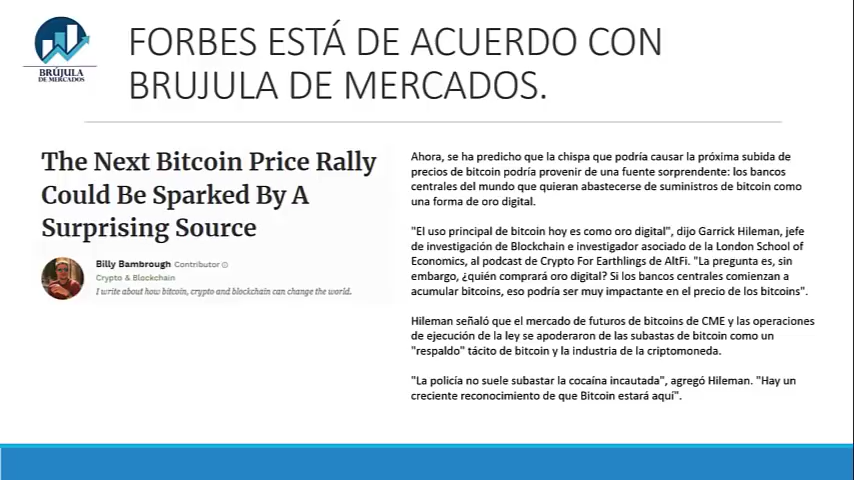 BRÚJULA
DE MERCADOS
FORBES ESTÁ DE ACUERDO CON
BRUJULA DE MERCADOS.
The Next Bitcoin Price Rally
Could Be Sparked By A
Surprising Source
Billy Bambrough Contributor
Crypto & Blockchain
I write about how bitcoin, crypto and blockchain can change the world.
Ahora, se ha predicho que la chispa que podría causar la próxima subida de
precios de bitcoin podría provenir de una fuente sorprendente: los bancos
centrales del mundo que quieran abastecerse de suministros de bitcoin como
una forma de oro digital.
"El uso principal de bitcoin hoy es como oro digital", dijo Garrick Hileman, jefe
de investigación de Blockchain e investigador asociado de la London School of
Economics, al podcast de Crypto For Earthlings de AltFi. "La pregunta es, sin
embargo, ¿quién comprará oro digital? Si los bancos centrales comienzan a
acumular bitcoins, eso podría ser muy impactante en el precio de los bitcoins".
Hileman señaló que el mercado de futuros de bitcoins de CME y las operaciones
de ejecución de la ley se apoderaron de las subastas de bitcoin como un
"respaldo" tácito de bitcoin y la industria de la criptomoneda.
"La policía no suele subastar la cocaína incautada", agregó Hileman. "Hay un
creciente reconocimiento de que Bitcoin estará aquí".